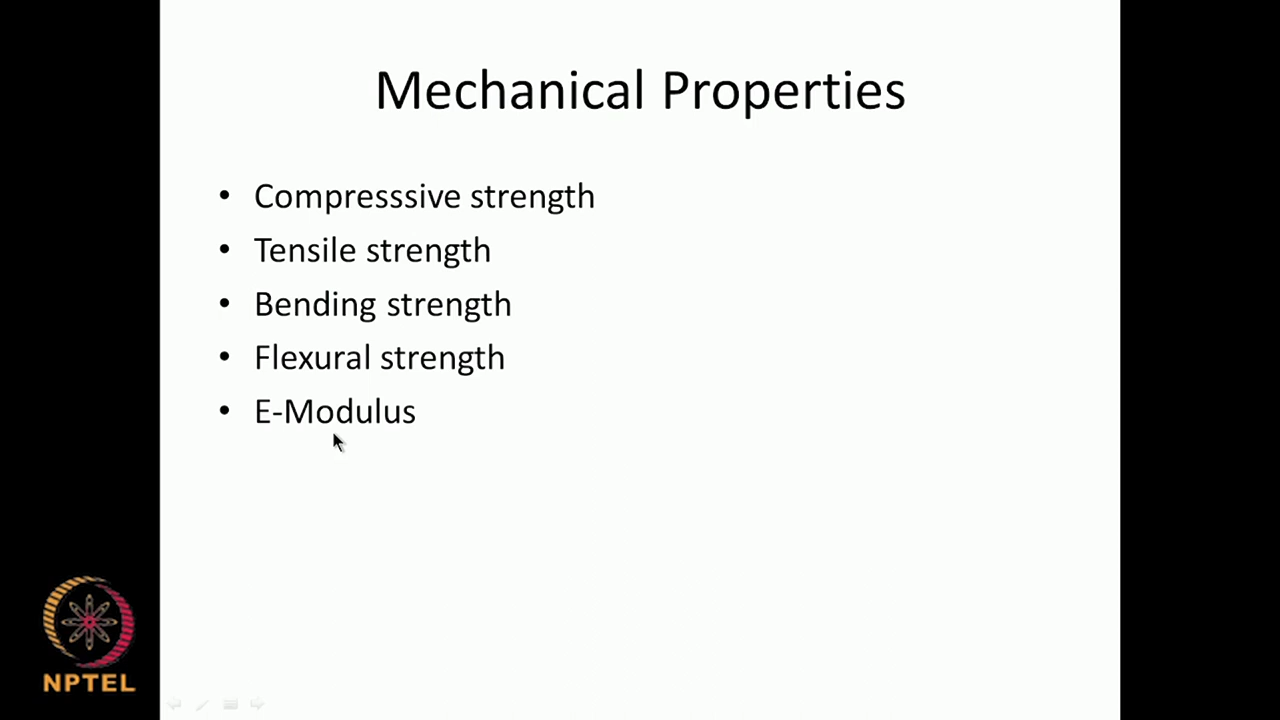 Mechanical Properties
• Compresssive strength
• Tensile strength
• Bending strength
• Flexural strength
• E-Modulus
NPTEL